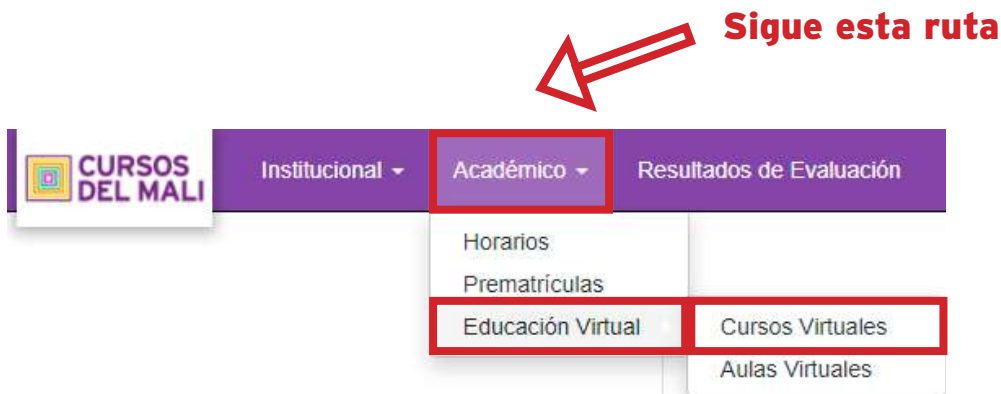 Sigue esta ruta
CURSOS
DEL MALI
Institucional
Académico
Resultados de Evaluación
Horarios
Prematrículas
Educación Virtual
Cursos Virtuales
Aulas Virtuales